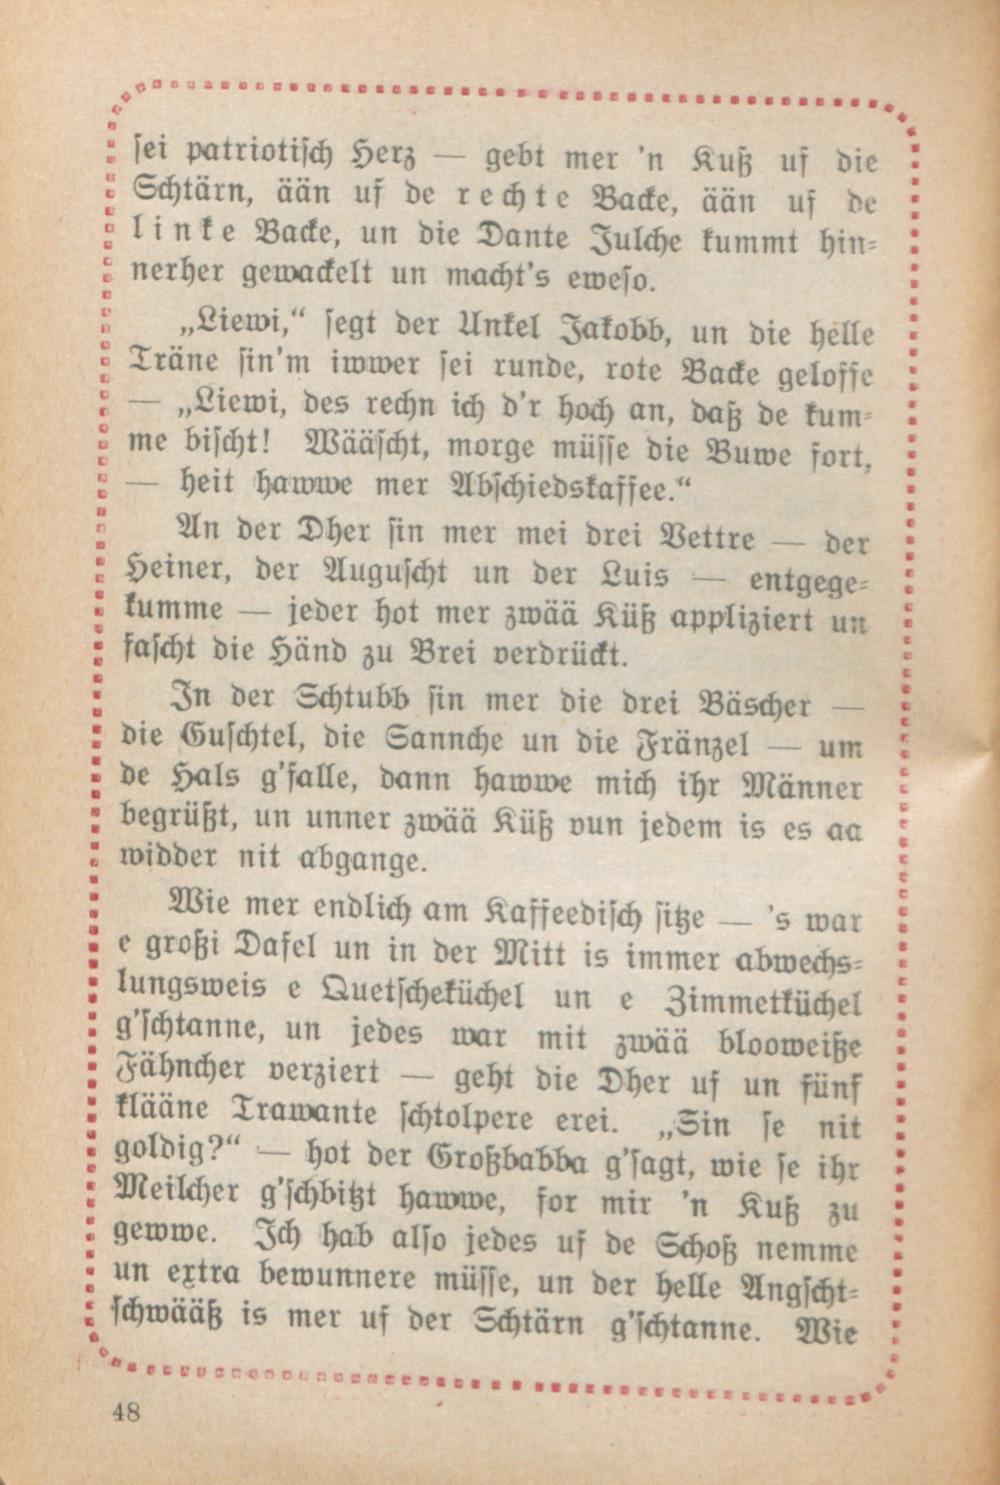 sei patriotisch Herz — gebt mer 'n Kuß uf die
Schtärn, ään uf de rechte Backe, ään uf de
linke Backe, un die Dante Julche kummt hin-
nerher gewackelt un macht's eweso.
„Liewi,“ segt der Unkel Jakobb, un die helle
Träne sin'm iwwer sei runde, rote Backe geloffe
— „Liewi, des rechn ich d'r hoch an, daß de kum-
me bischt! Wääscht, morge müsse die Buwe fort,
— heit hawwe mer Abschiedskaffee.“
An der Dher sin mer mei drei Vettre — der
Heiner, der Auguscht un der Luis — entgege-
kumme — jeder hot mer zwää Küß appliziert un
fascht die Händ zu Brei verdrückt.
In der Schtubb sin mer die drei Bäscher —
die Guschtel, die Sannche un die Fränzel — um
de Hals g'falle, dann hawwe mich ihr Männer
begrüßt, un unner zwää Küß vun jedem is es aa
widder nit abgange.
Wie mer endlich am Kaffeedisch sitze — 's war
e großi Dafel un in der Mitt is immer abwechs-
lungsweis e Quetscheküchel un e Zimmetküchel
g'schtanne, un jedes war mit zwää blooweiße
Fähncher verziert — geht die Dher uf un fünf
klääne Trawante schtolpere erei. „Sin se nit
goldig?“ — hot der Großbabba g'sagt, wie se ihr
Meilcher g'schbitzt hawwe, for mir 'n Kuß zu
gewwe. Ich hab also jedes uf de Schoß nemme
un extra bewunnere müsse, un der helle Angscht-
schwääß is mer uf der Schtärn g'schtanne. Wie
48